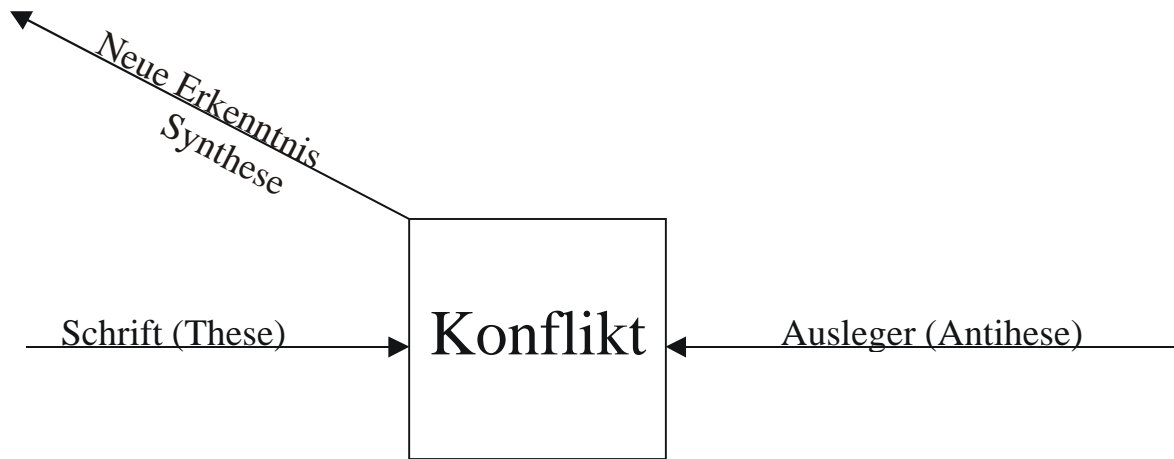 Neue Erkenntnis
Synthese
Schrift (These)
Konflikt
Ausleger (Antihese)